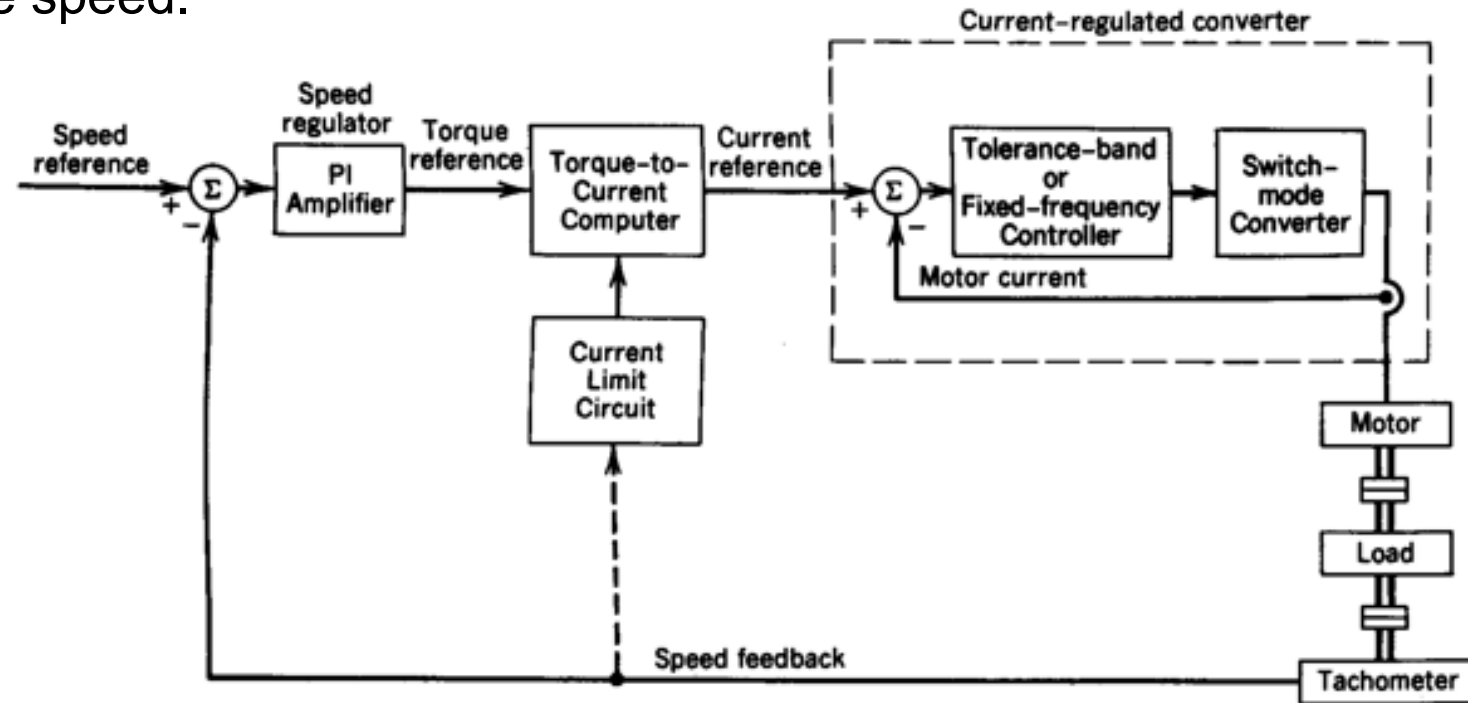 e speed.
Current-regulated converter
Speed
reference
+
−
Σ
Speed
regulator
PI
Amplifier
Torque
reference
Torque-to-
Current
Computer
Current
reference
+
−
Σ
Tolerance-band
or
Fixed-frequency
Controller
Switch-
mode
Converter
Motor current
Current
Limit
Circuit
Motor
Load
Speed feedback
Tachometer